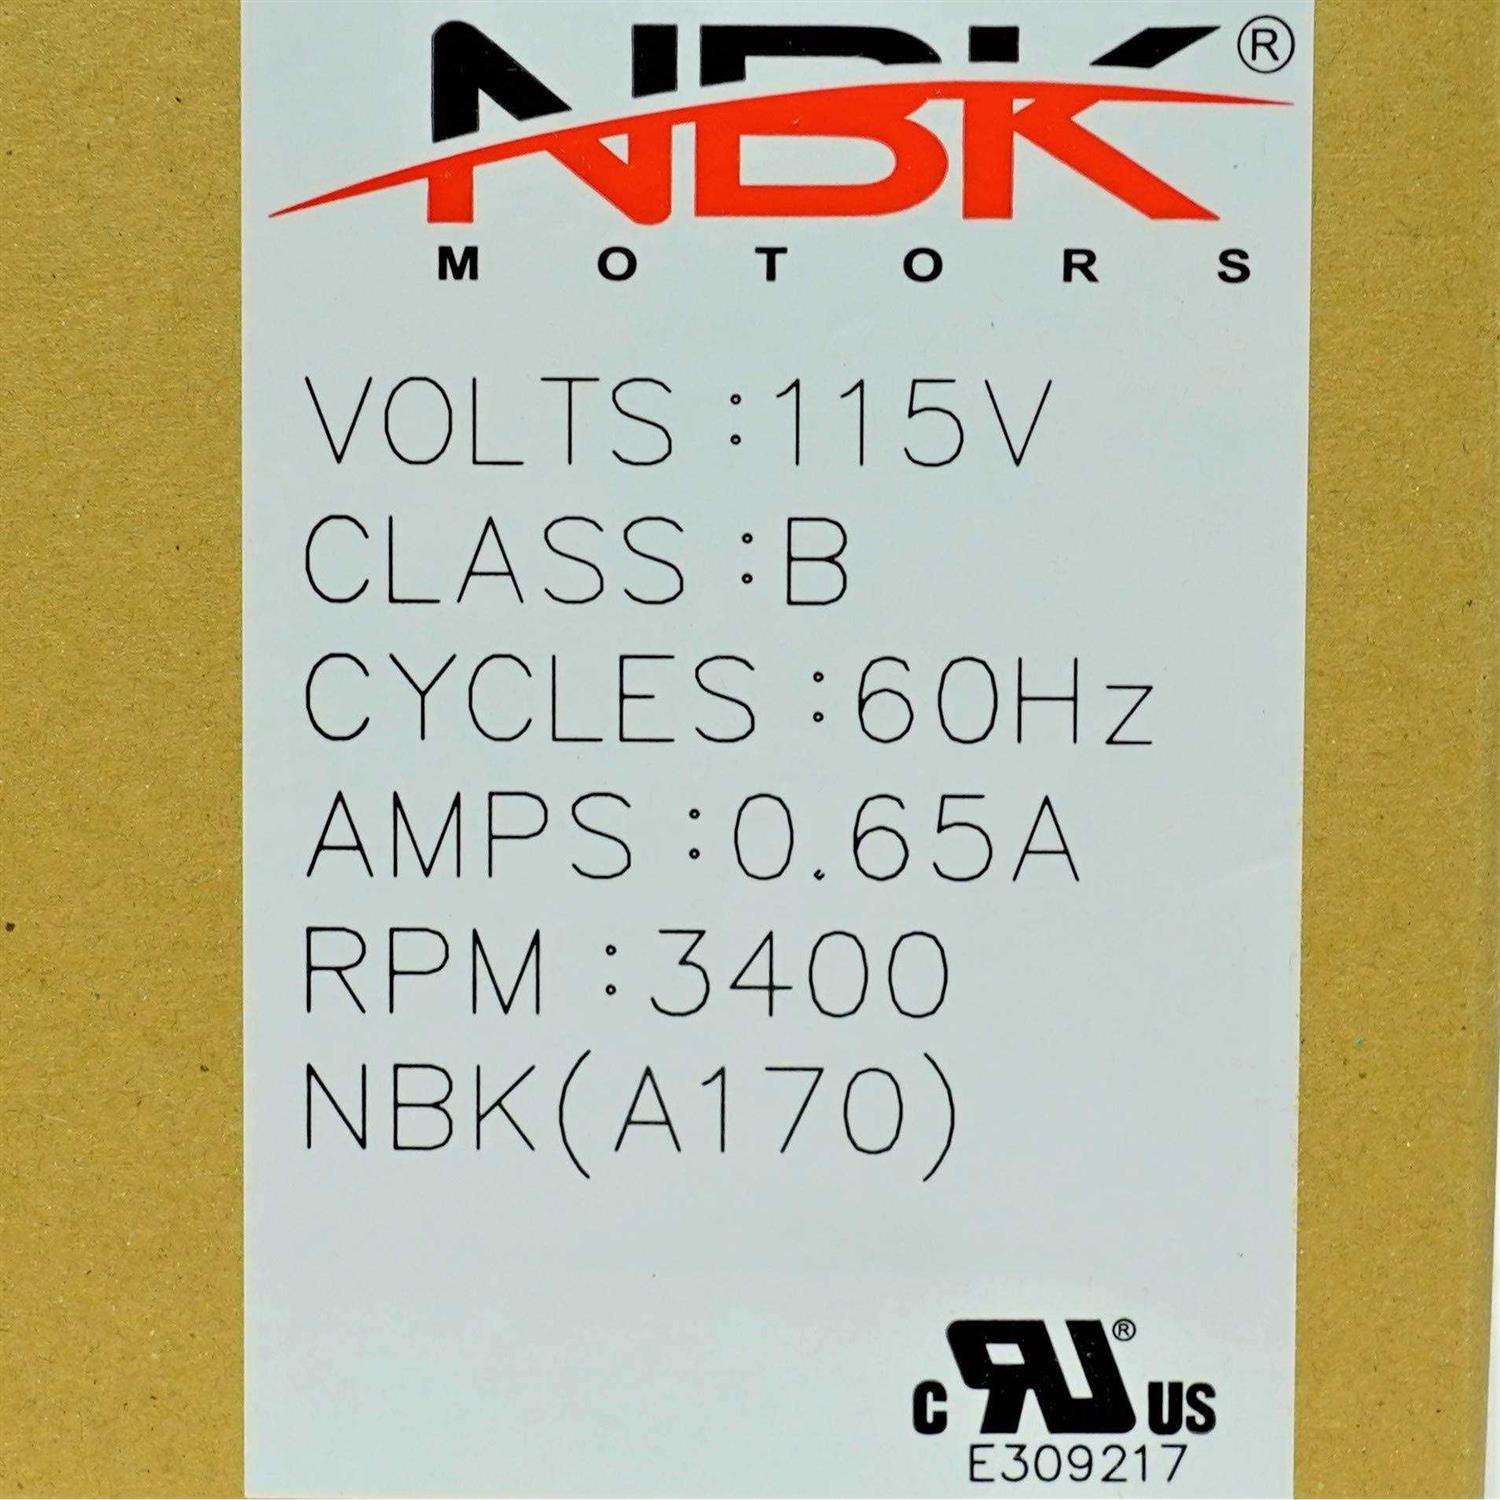 NBK®
MOTORS
VOLTS :115V
CLASS :B
CYCLES :60Hz
AMPS :0.65A
RPM :3400
NBK(A170)
c RU® US
E309217